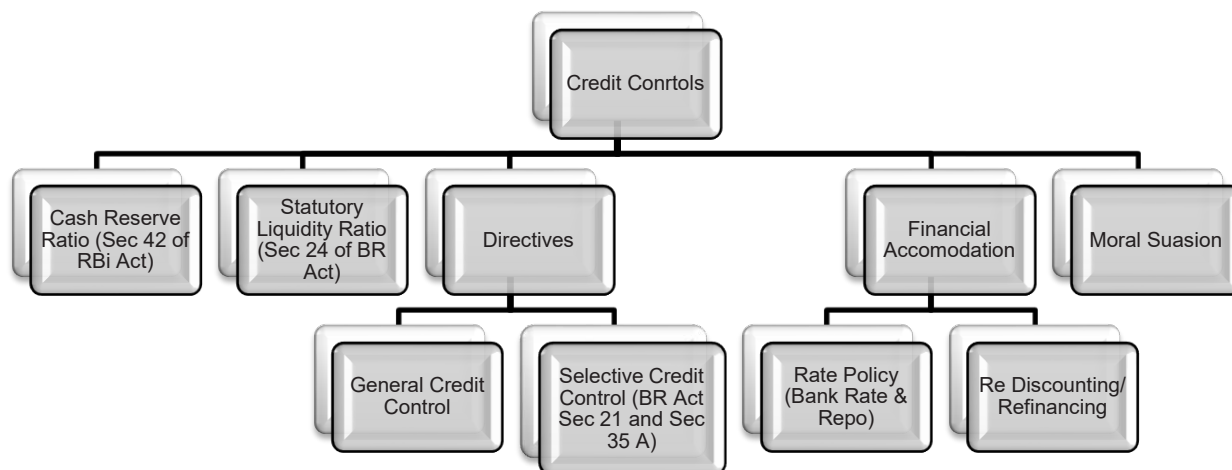 Credit Conrtols
Cash Reserve
Ratio (Sec 42 of
RBi Act)
Statutory
Liquidity Ratio
(Sec 24 of BR
Act)
Directives
Financial
Accomodation
Moral Suasion
General Credit
Control
Selective Credit
Control (BR Act
Sec 21 and Sec
35 A)
Rate Policy
(Bank Rate &
Repo)
Re Discounting/
Refinancing